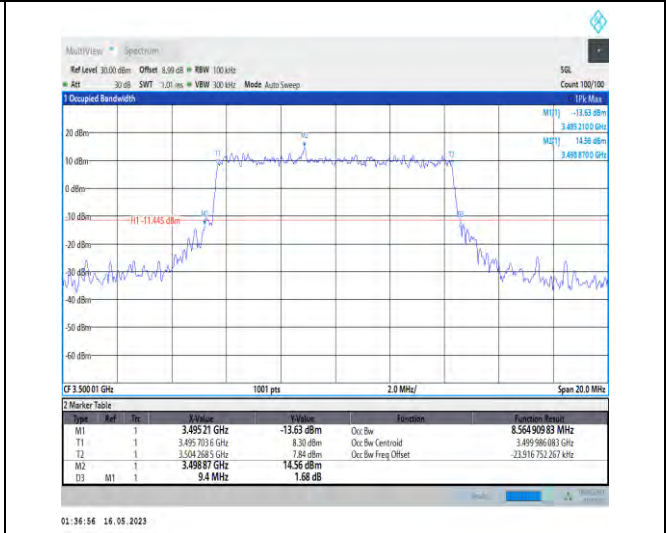 MultiView Spectrum
Ref Level 30.00 dBm Offset 8.99 dB RBW 100 kHz SGL
Att 30 dB SWT 1.01 ms VBW 300 kHz Mode Auto Sweep Count 100/100
1 Occupied Bandwidth 1Pk Max
M1[1] -13.63 dBm
3.495 2100 GHz
M2[1] 14.56 dBm
3.498 8700 GHz
20 dBm
M2
T1 T2
10 dBm
0 dBm
-10 dBm M1 D3
H1 -11.445 dBm
-20 dBm
-30 dBm
-40 dBm
-50 dBm
-60 dBm
CF 3.500 01 GHz 1001 pts 2.0 MHz/ Span 20.0 MHz
2 Marker Table
Type Ref Trc X-Value Y-Value Function Function Result
M1 1 3.495 21 GHz -13.63 dBm Occ Bw 8.564 909 83 MHz
T1 1 3.495 703 6 GHz 8.30 dBm Occ Bw Centroid 3.499 986 083 GHz
T2 1 3.504 268 5 GHz 7.84 dBm Occ Bw Freq Offset -23.916 752 267 kHz
M2 1 3.498 87 GHz 14.56 dBm
D3 M1 1 9.4 MHz 1.68 dB
01:36:56 16.05.2023